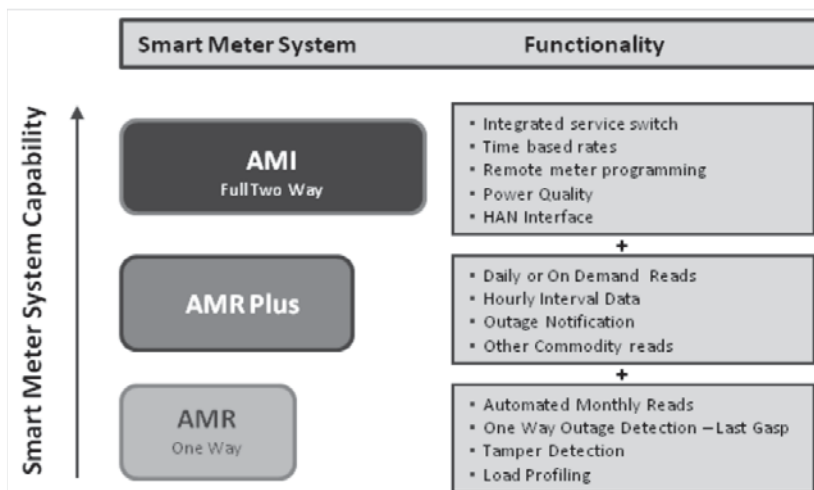 Smart Meter System
Functionality
Smart Meter System Capability
AMI
Full Two Way
▪ Integrated service switch
▪ Time based rates
▪ Remote meter programming
▪ Power Quality
▪ HAN Interface
+
AMR Plus
▪ Daily or On Demand Reads
▪ Hourly Interval Data
▪ Outage Notification
▪ Other Commodity reads
+
AMR
One Way
▪ Automated Monthly Reads
▪ One Way Outage Detection – Last Gasp
▪ Tamper Detection
▪ Load Profiling